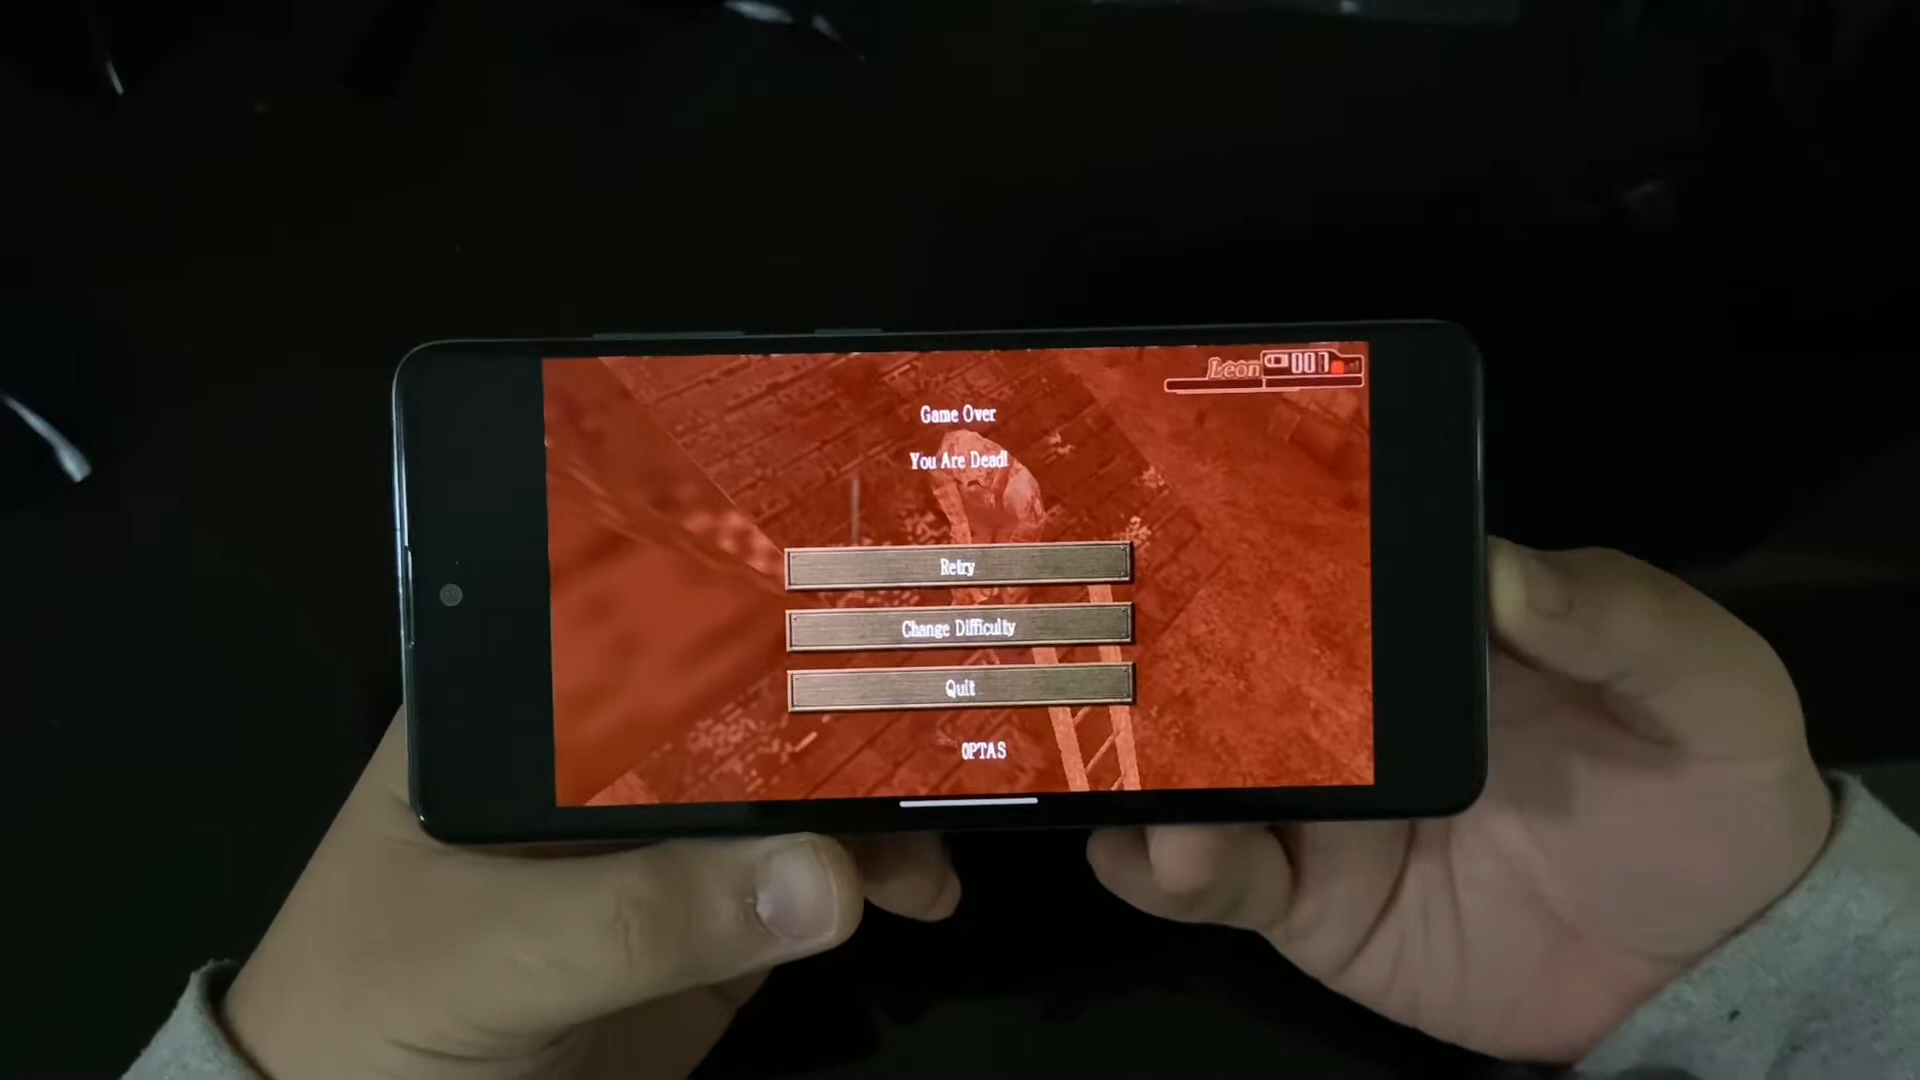 Leon 007
Game Over
You Are Dead!
Retry
Change Difficulty
Quit
OPTAS